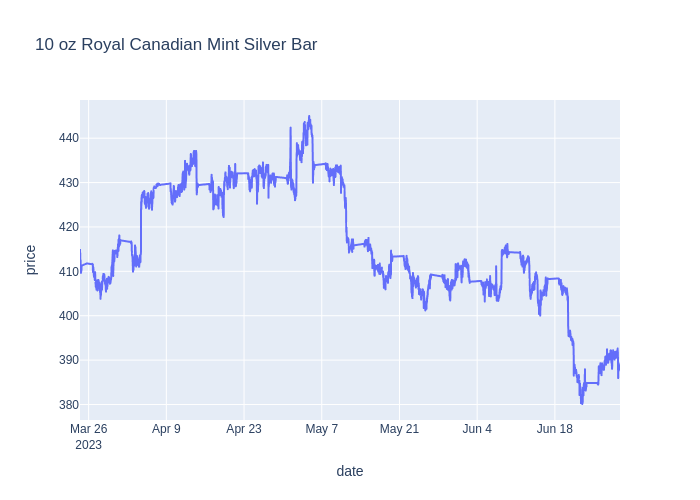 10 oz Royal Canadian Mint Silver Bar
440
430
420
410
400
390
380
price
Mar 26
2023
Apr 9
Apr 23
May 7
May 21
Jun 4
Jun 18
date